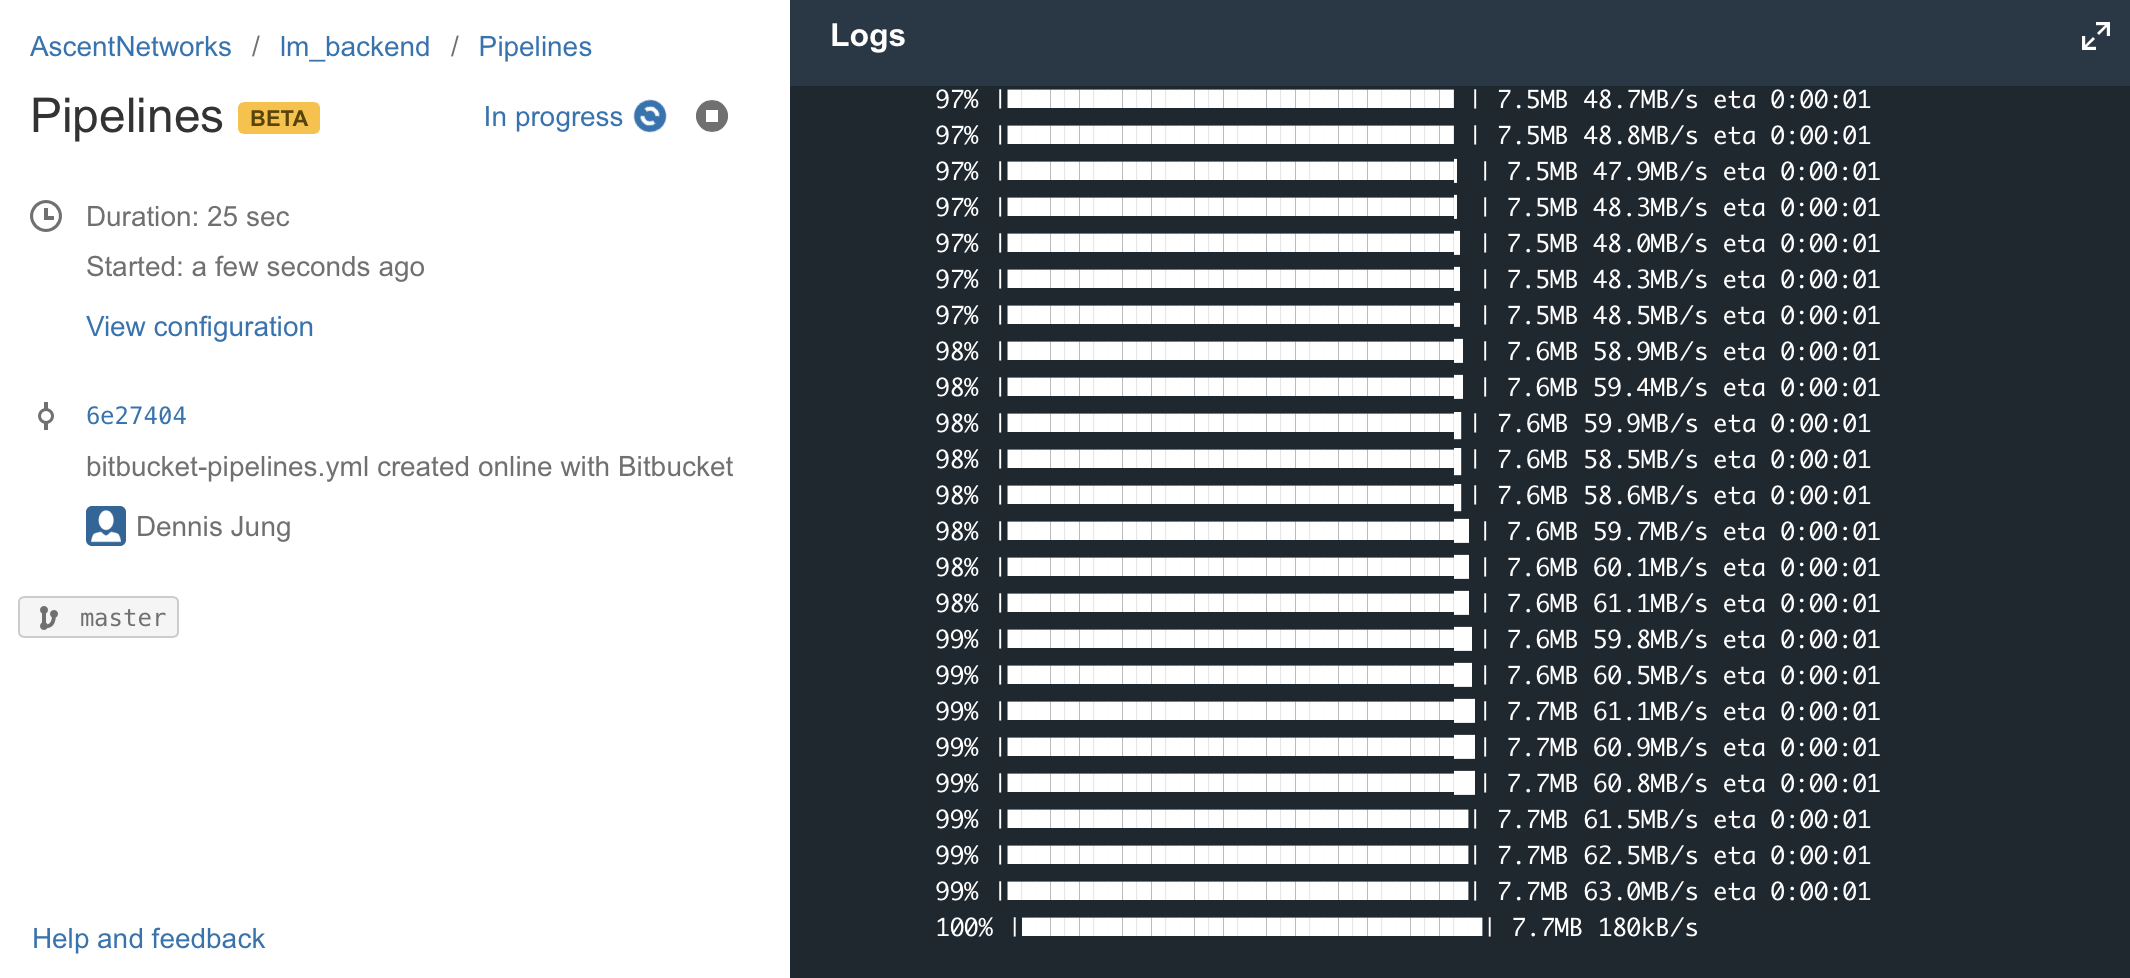 AscentNetworks / lm_backend / Pipelines
Pipelines BETA In progress
Duration: 25 sec
Started: a few seconds ago
View configuration
6e27404
bitbucket-pipelines.yml created online with Bitbucket
Dennis Jung
master
Help and feedback
Logs
97% | | 7.5MB 48.7MB/s eta 0:00:01
97% | | 7.5MB 48.8MB/s eta 0:00:01
97% | | 7.5MB 47.9MB/s eta 0:00:01
97% | | 7.5MB 48.3MB/s eta 0:00:01
97% | | 7.5MB 48.0MB/s eta 0:00:01
97% | | 7.5MB 48.3MB/s eta 0:00:01
97% | | 7.5MB 48.5MB/s eta 0:00:01
98% | | 7.6MB 58.9MB/s eta 0:00:01
98% | | 7.6MB 59.4MB/s eta 0:00:01
98% | | 7.6MB 59.9MB/s eta 0:00:01
98% | | 7.6MB 58.5MB/s eta 0:00:01
98% | | 7.6MB 58.6MB/s eta 0:00:01
98% | | 7.6MB 59.7MB/s eta 0:00:01
98% | | 7.6MB 60.1MB/s eta 0:00:01
98% | | 7.6MB 61.1MB/s eta 0:00:01
99% | | 7.6MB 59.8MB/s eta 0:00:01
99% | | 7.6MB 60.5MB/s eta 0:00:01
99% | | 7.7MB 61.1MB/s eta 0:00:01
99% | | 7.7MB 60.9MB/s eta 0:00:01
99% | | 7.7MB 60.8MB/s eta 0:00:01
99% | | 7.7MB 61.5MB/s eta 0:00:01
99% | | 7.7MB 62.5MB/s eta 0:00:01
99% | | 7.7MB 63.0MB/s eta 0:00:01
100% | | 7.7MB 180kB/s